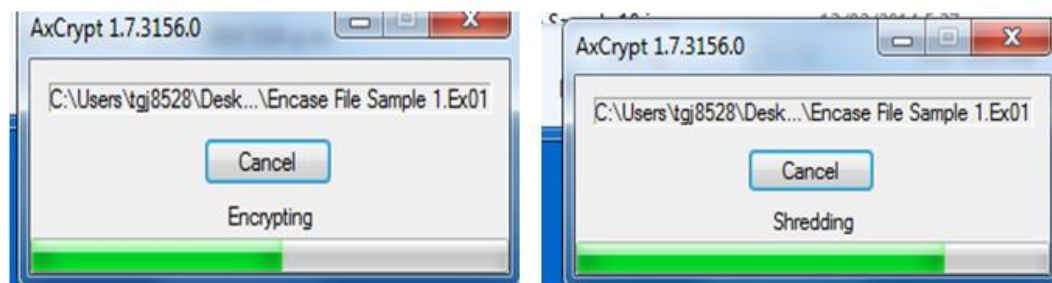 AxCrypt 1.7.3156.0
C:\Users\tgj8528\Desk...\Encase File Sample 1.Ex01
Cancel
Encrypting
AxCrypt 1.7.3156.0
C:\Users\tgj8528\Desk...\Encase File Sample 1.Ex01
Cancel
Shredding